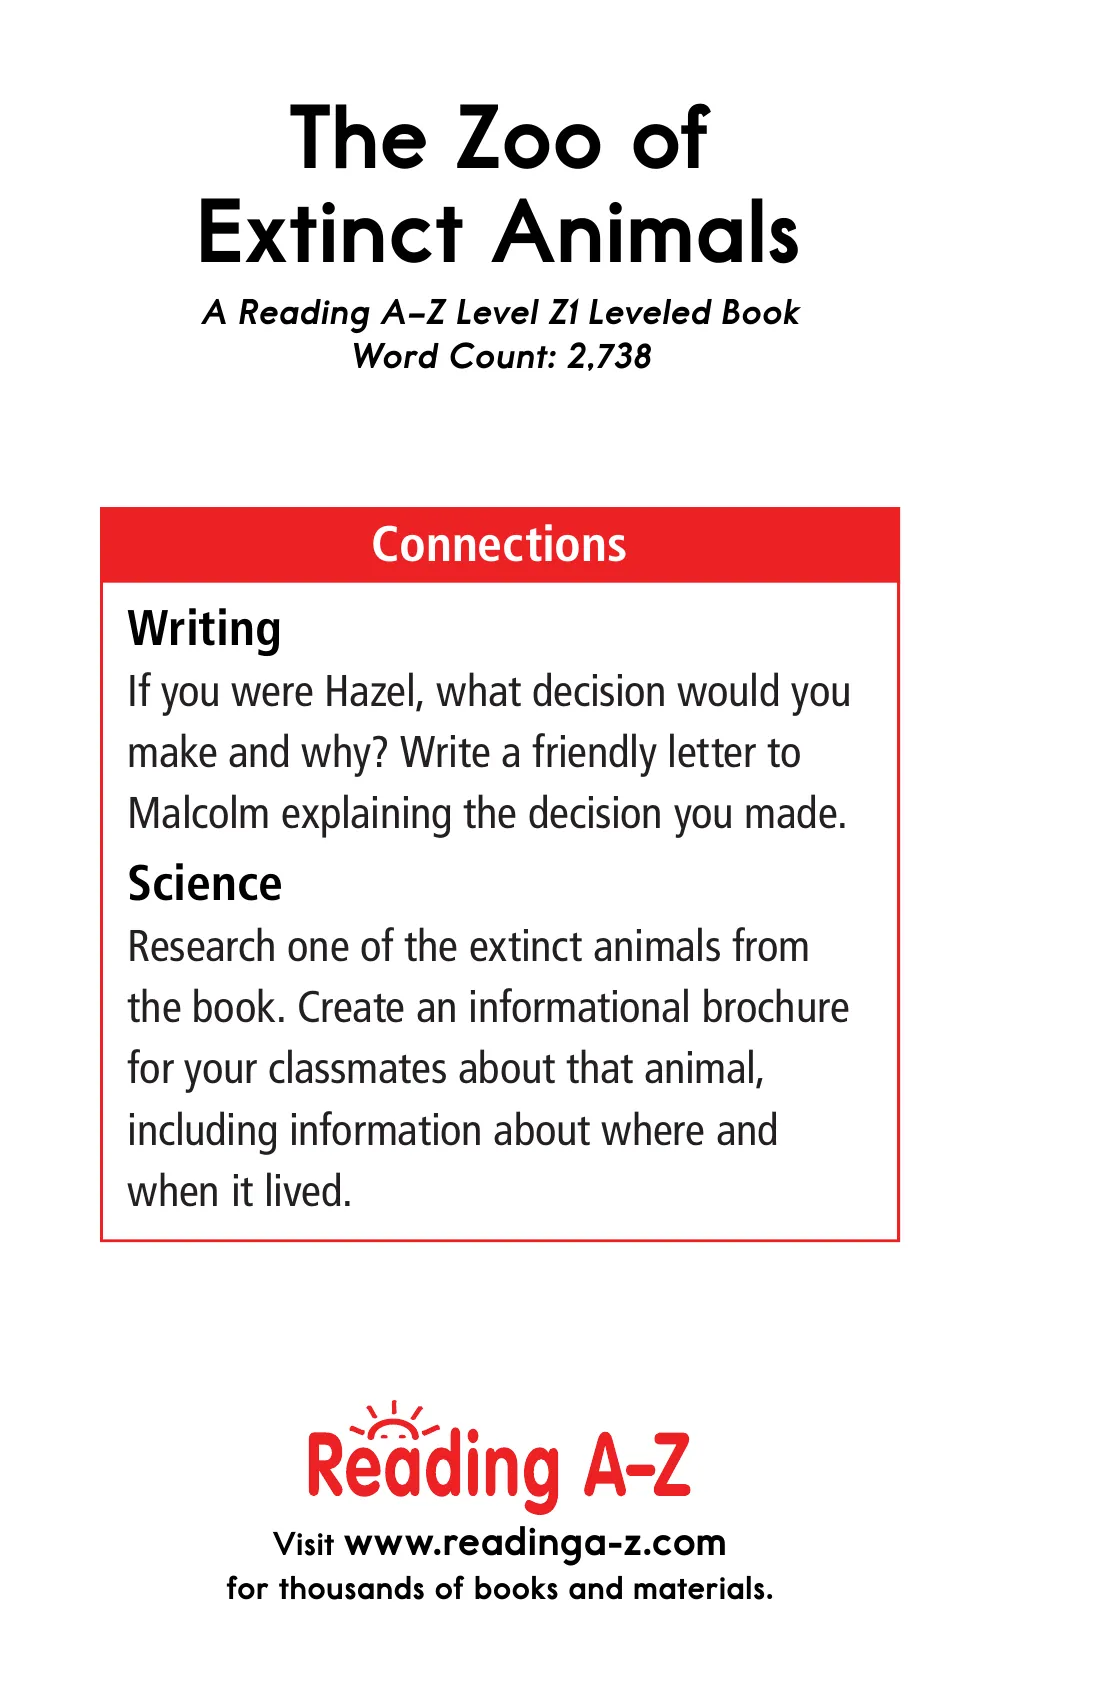 The Zoo of
Extinct Animals
A Reading A–Z Level Z1 Leveled Book
Word Count: 2,738
Connections
Writing
If you were Hazel, what decision would you
make and why? Write a friendly letter to
Malcolm explaining the decision you made.
Science
Research one of the extinct animals from
the book. Create an informational brochure
for your classmates about that animal,
including information about where and
when it lived.
Reading A–Z
Visit www.readinga-z.com
for thousands of books and materials.